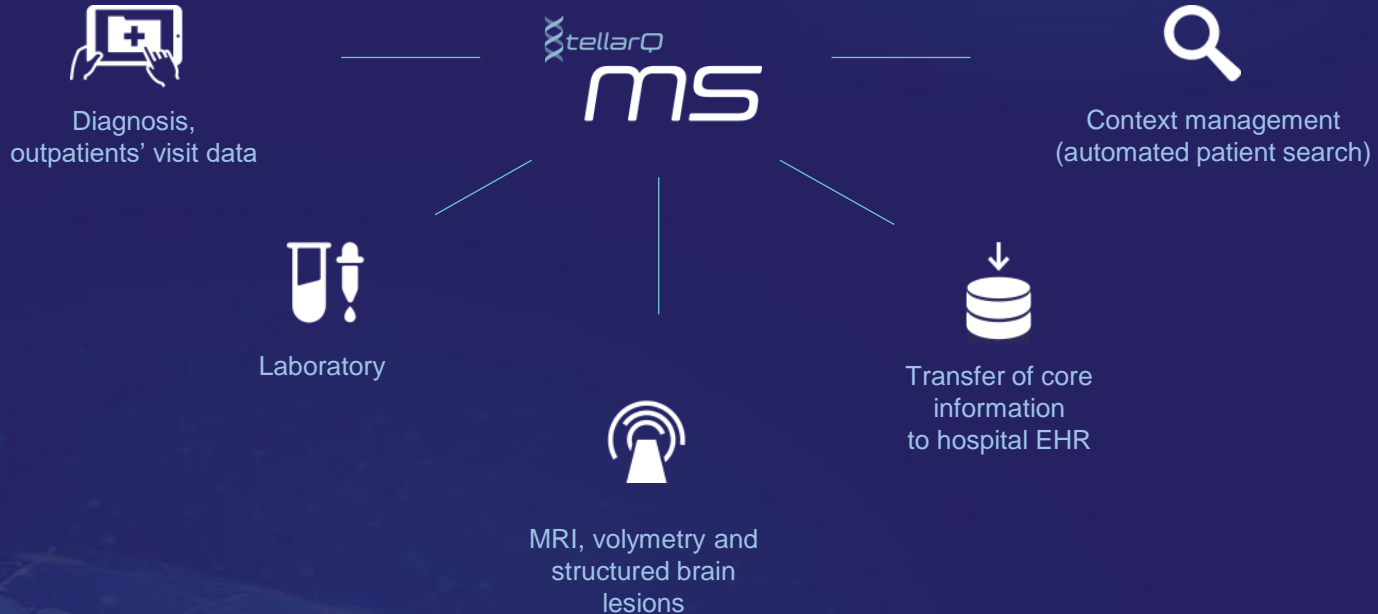 StellarQ
ms
Diagnosis,
outpatients’ visit data
Context management
(automated patient search)
Laboratory
Transfer of core
information
to hospital EHR
MRI, volymetry and
structured brain
lesions